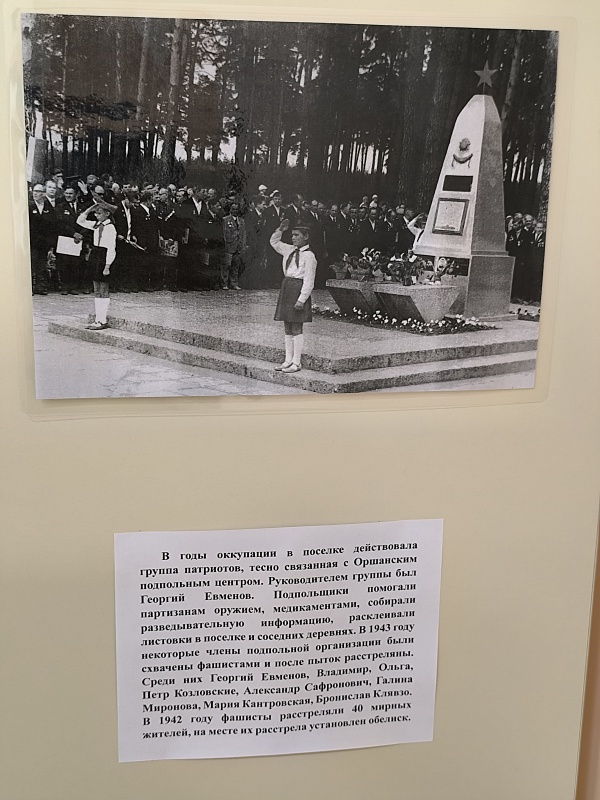 В годы оккупации в поселке действовала
группа патриотов, тесно связанная с Оршанским
подпольным центром. Руководителем группы был
Георгий Евменов. Подпольщики помогали
партизанам оружием, медикаментами, собирали
разведывательную информацию, расклеивали
листовки в поселке и соседних деревнях. В 1943 году
некоторые члены подпольной организации были
схвачены фашистами и после пыток расстреляны.
Среди них Георгий Евменов, Владимир, Ольга,
Петр Козловские, Александр Сафронович, Галина
Миронова, Мария Кантровская, Бронислав Клявзо.
В 1942 году фашисты расстреляли 40 мирных
жителей, на месте их расстрела установлен обелиск.